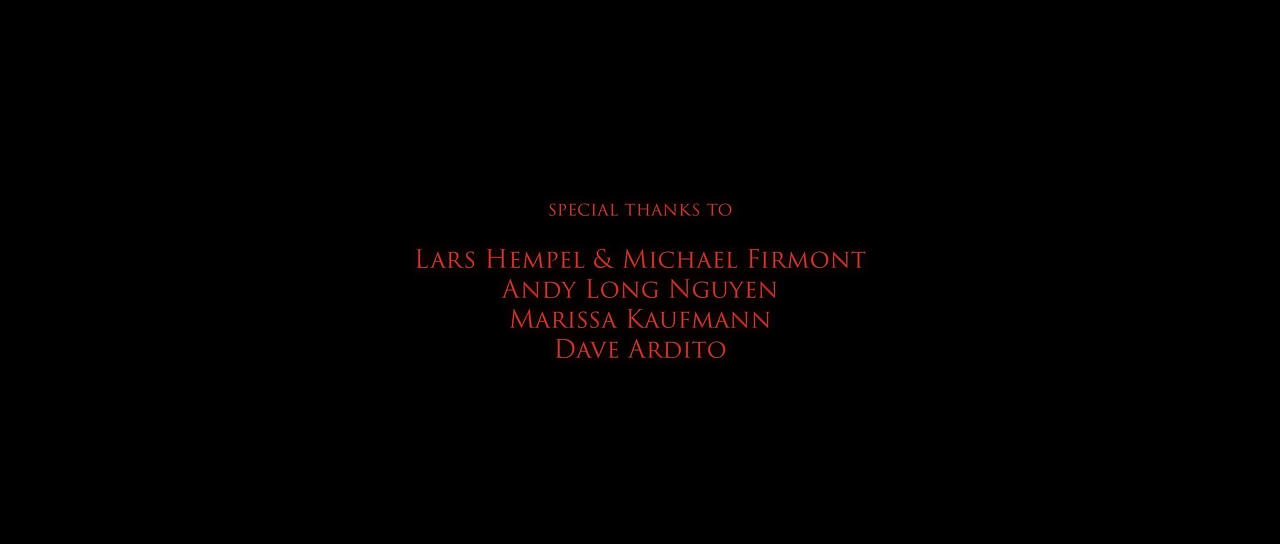 SPECIAL THANKS TO
LARS HEMPEL & MICHAEL FIRMONT
ANDY LONG NGUYEN
MARISSA KAUFMANN
DAVE ARDITO